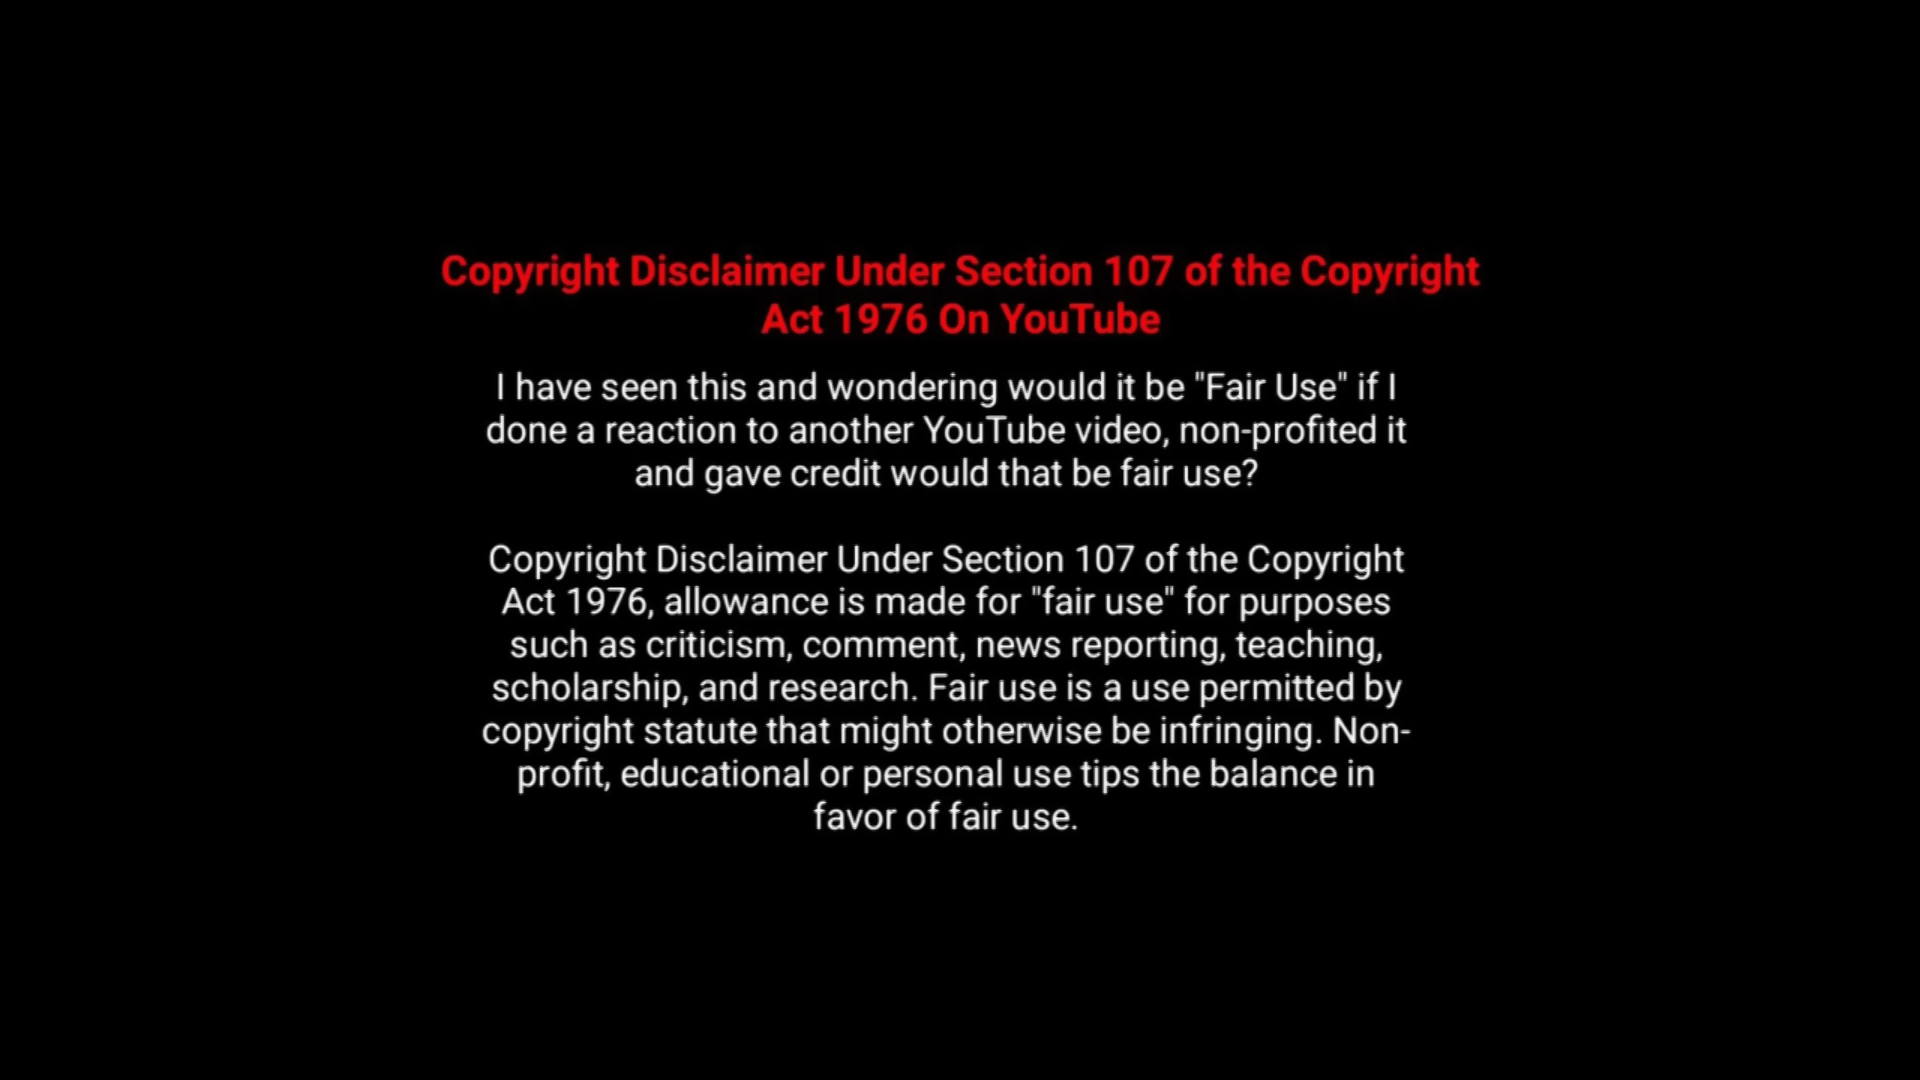 Copyright Disclaimer Under Section 107 of the Copyright
Act 1976 On YouTube
I have seen this and wondering would it be "Fair Use" if I
done a reaction to another YouTube video, non-profited it
and gave credit would that be fair use?
Copyright Disclaimer Under Section 107 of the Copyright
Act 1976, allowance is made for "fair use" for purposes
such as criticism, comment, news reporting, teaching,
scholarship, and research. Fair use is a use permitted by
copyright statute that might otherwise be infringing. Non-
profit, educational or personal use tips the balance in
favor of fair use.